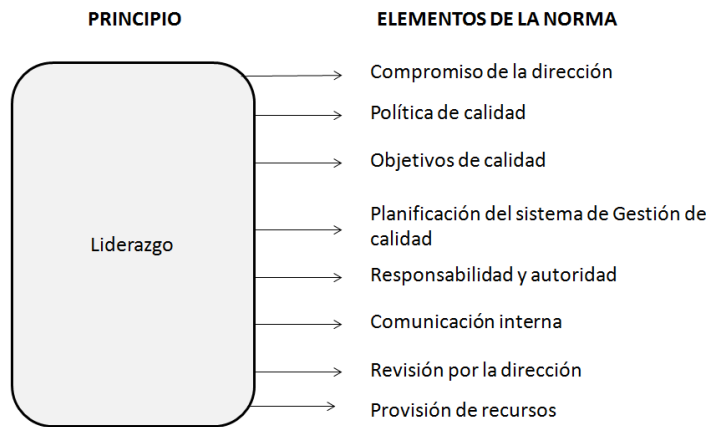 PRINCIPIO
ELEMENTOS DE LA NORMA
Liderazgo
Compromiso de la dirección
Política de calidad
Objetivos de calidad
Planificación del sistema de Gestión de
calidad
Responsabilidad y autoridad
Comunicación interna
Revisión por la dirección
Provisión de recursos